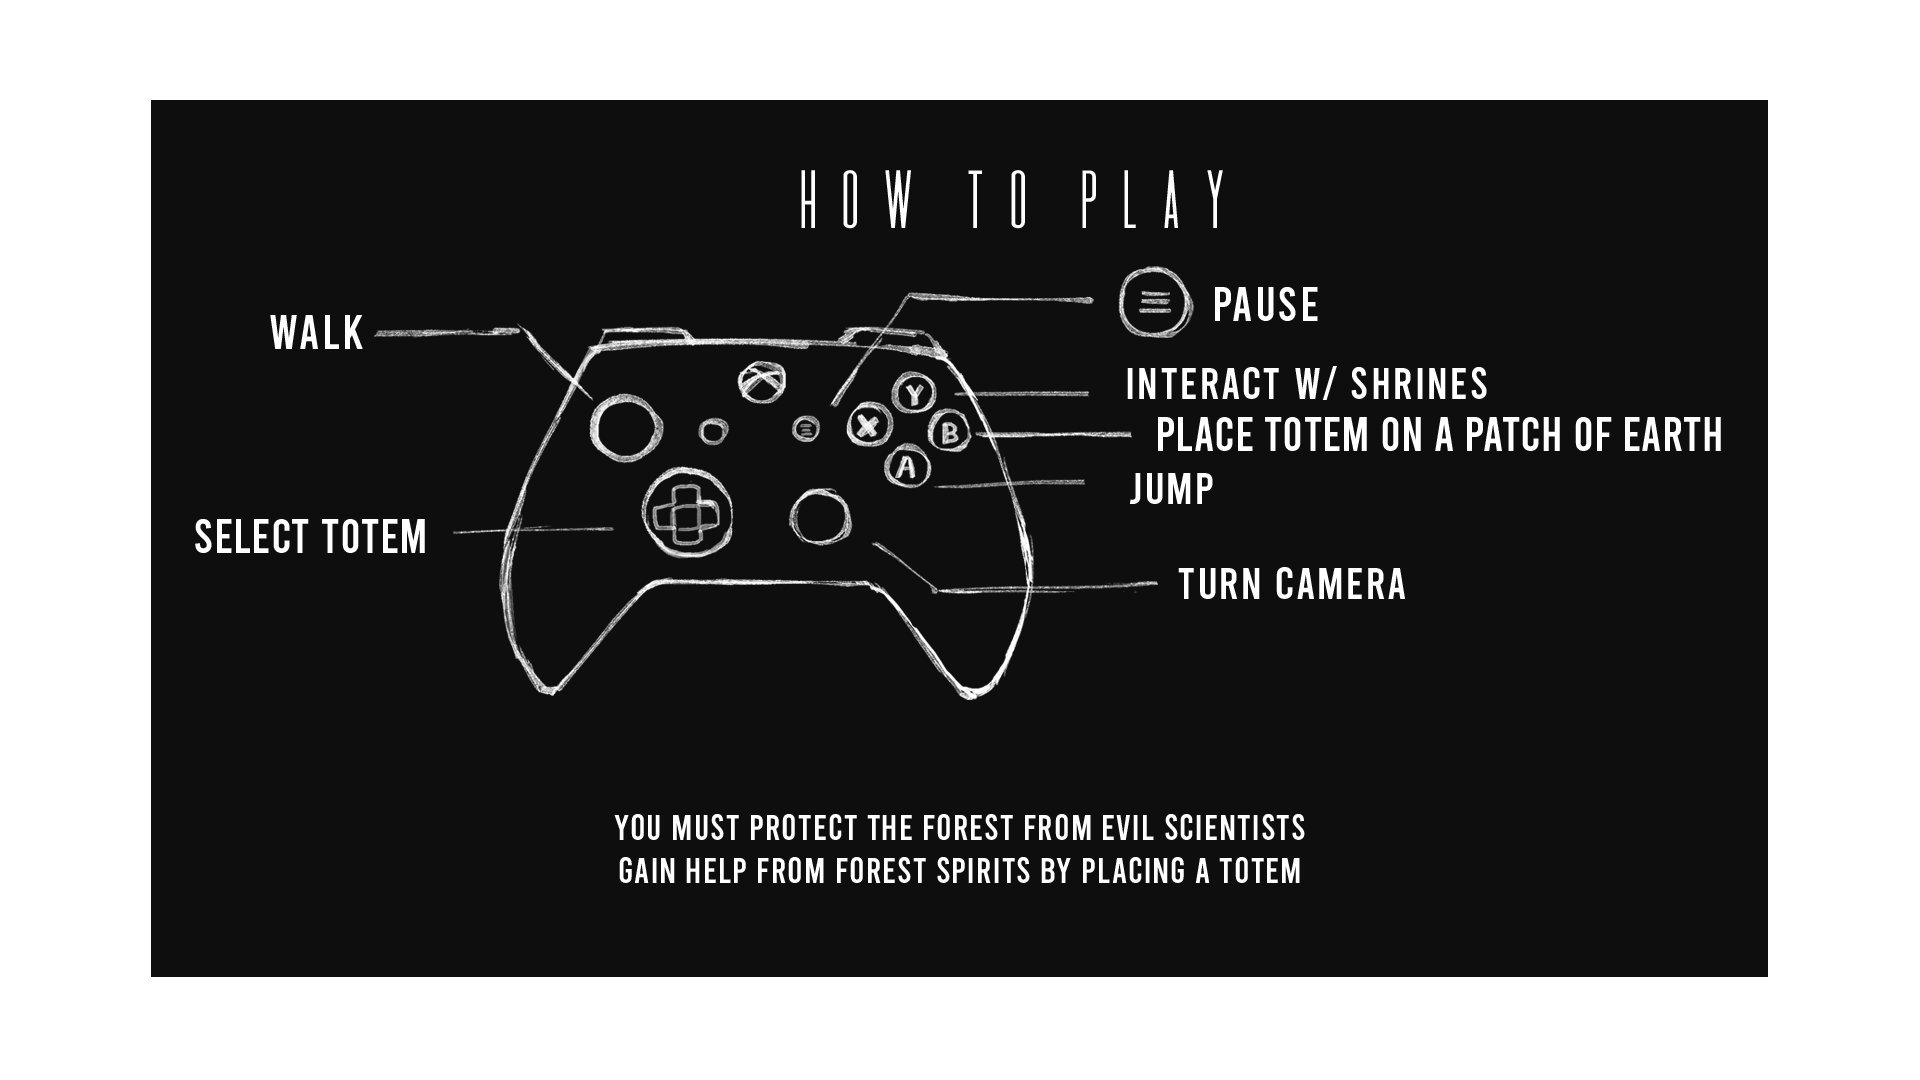 HOW TO PLAY
PAUSE
WALK
INTERACT W/ SHRINES
PLACE TOTEM ON A PATCH OF EARTH
JUMP
SELECT TOTEM
TURN CAMERA
Y
X
B
A
YOU MUST PROTECT THE FOREST FROM EVIL SCIENTISTS
GAIN HELP FROM FOREST SPIRITS BY PLACING A TOTEM